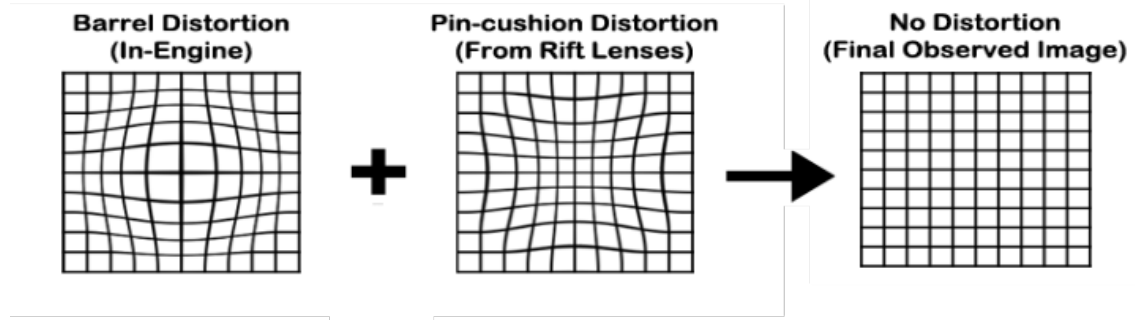 Barrel Distortion
(In-Engine)
Pin-cushion Distortion
(From Rift Lenses)
No Distortion
(Final Observed Image)